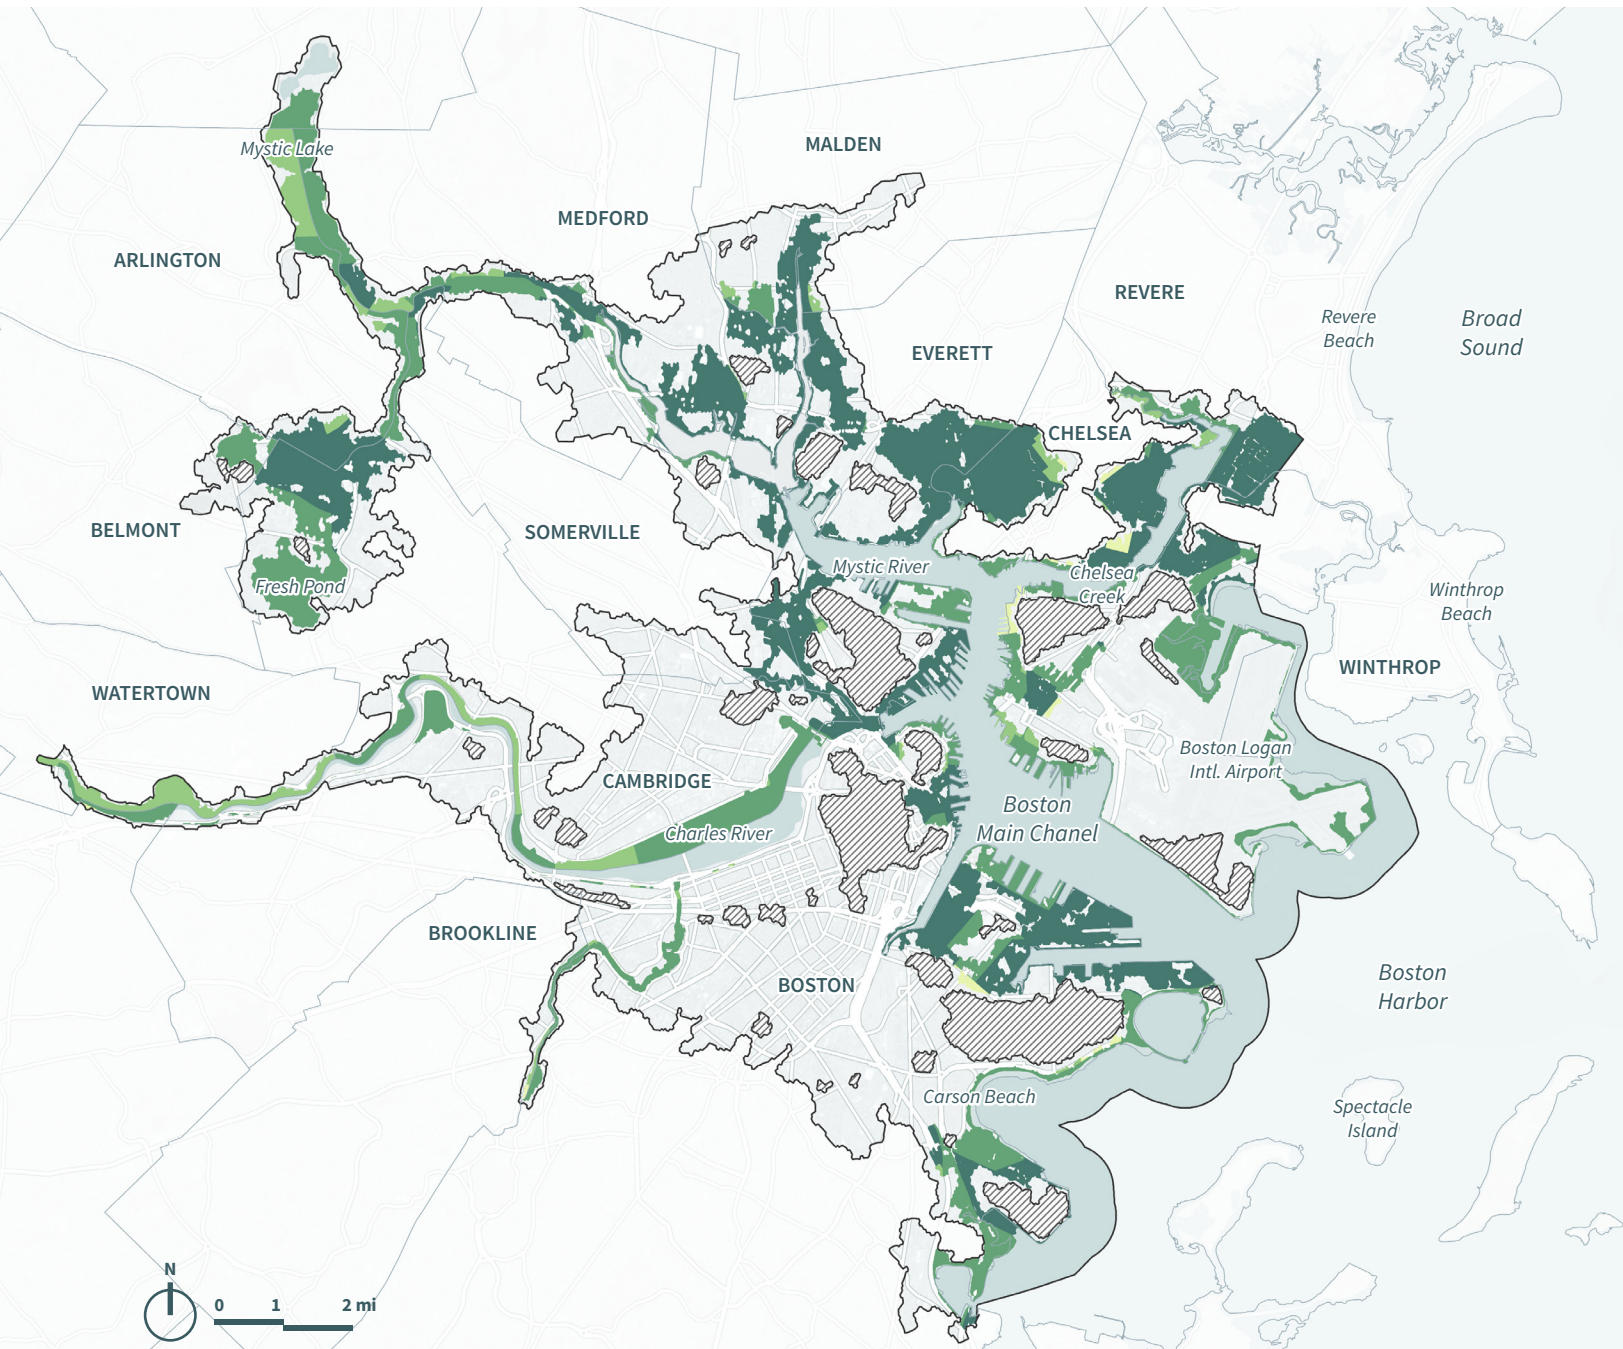 MALDEN
Mystic Lake
MEDFORD
ARLINGTON
REVERE
Revere
Beach
Broad
Sound
EVERETT
CHELSEA
BELMONT
SOMERVILLE
Mystic River
Chelsea
Creek
Fresh Pond
Winthrop
Beach
WINTHROP
WATERTOWN
Boston Logan
Intl. Airport
CAMBRIDGE
Boston
Main Chanel
Charles River
BROOKLINE
BOSTON
Boston
Harbor
Carson Beach
Spectacle
Island
N
0 1 2 mi